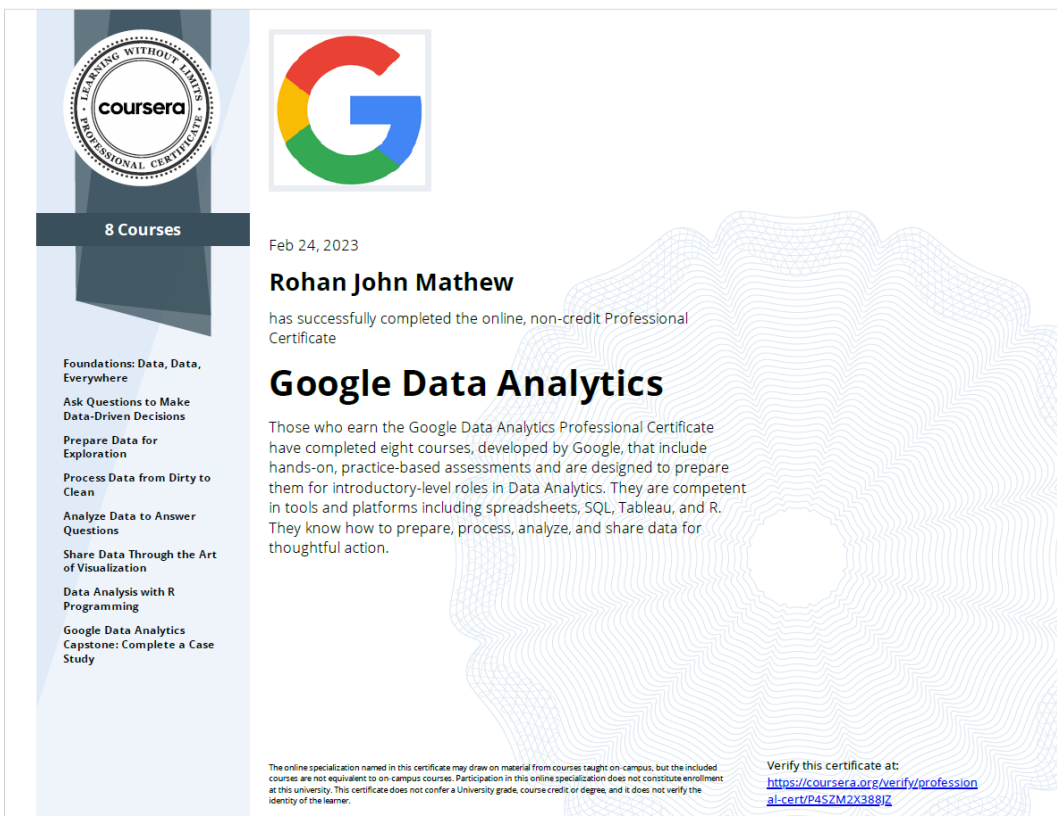 LEARNING WITHOUT LIMITS
coursera
PROFESSIONAL CERTIFICATE
8 Courses
Foundations: Data, Data,
Everywhere
Ask Questions to Make
Data-Driven Decisions
Prepare Data for
Exploration
Process Data from Dirty to
Clean
Analyze Data to Answer
Questions
Share Data Through the Art
of Visualization
Data Analysis with R
Programming
Google Data Analytics
Capstone: Complete a Case
Study
Feb 24, 2023
Rohan John Mathew
has successfully completed the online, non-credit Professional
Certificate
Google Data Analytics
Those who earn the Google Data Analytics Professional Certificate
have completed eight courses, developed by Google, that include
hands-on, practice-based assessments and are designed to prepare
them for introductory-level roles in Data Analytics. They are competent
in tools and platforms including spreadsheets, SQL, Tableau, and R.
They know how to prepare, process, analyze, and share data for
thoughtful action.
The online specialization named in this certificate may draw on material from courses taught on-campus, but the included
courses are not equivalent to on-campus courses. Participation in this online specialization does not constitute enrollment
at this university. This certificate does not confer a University grade, course credit or degree, and it does not verify the
identity of the learner.
Verify this certificate at:
https://coursera.org/verify/profession
al-cert/P4SZM2X388JZ